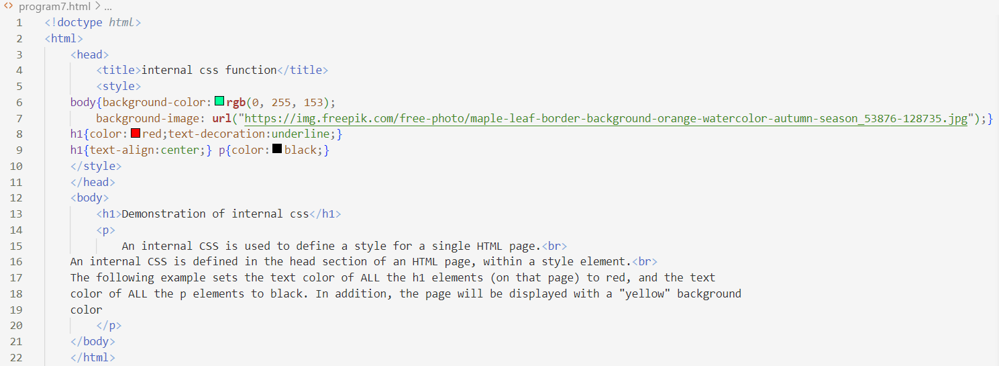 <> program7.html > ...
1 <!doctype html>
2 <html>
3 <head>
4 <title>internal css function</title>
5 <style>
6 body{background-color:rgb(0, 255, 153);
7 background-image: url("https://img.freepik.com/free-photo/maple-leaf-border-background-orange-watercolor-autumn-season_53876-128735.jpg");}
8 h1{color:red;text-decoration:underline;}
9 h1{text-align:center;} p{color:black;}
10 </style>
11 </head>
12 <body>
13 <h1>Demonstration of internal css</h1>
14 <p>
15 An internal CSS is used to define a style for a single HTML page.<br>
16 An internal CSS is defined in the head section of an HTML page, within a style element.<br>
17 The following example sets the text color of ALL the h1 elements (on that page) to red, and the text
18 color of ALL the p elements to black. In addition, the page will be displayed with a "yellow" background
19 color
20 </p>
21 </body>
22 </html>